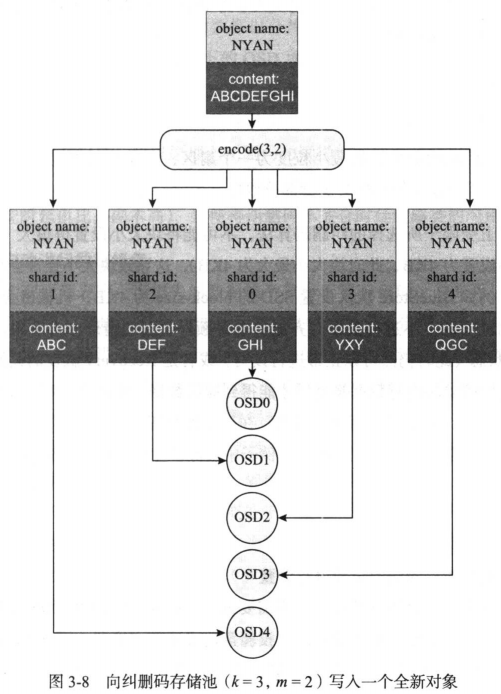 object name:
NYAN
content:
ABCDEFGHI
encode(3,2)
object name:
NYAN
shard id:
1
content:
ABC
object name:
NYAN
shard id:
2
content:
DEF
object name:
NYAN
shard id:
0
content:
GHI
object name:
NYAN
shard id:
3
content:
YXY
object name:
NYAN
shard id:
4
content:
QGC
OSD0
OSD1
OSD2
OSD3
OSD4
图 3-8 向纠删码存储池（k = 3, m = 2）写入一个全新对象